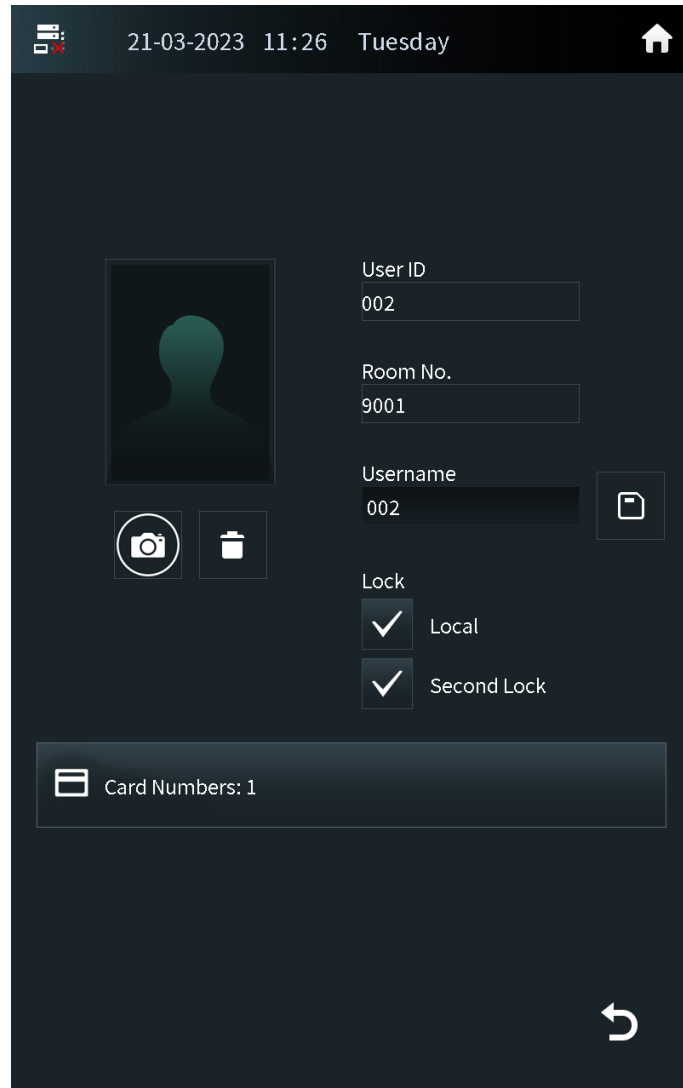 21-03-2023 11:26 Tuesday
User ID
002
Room No.
9001
Username
002
Lock
Local
Second Lock
Card Numbers: 1